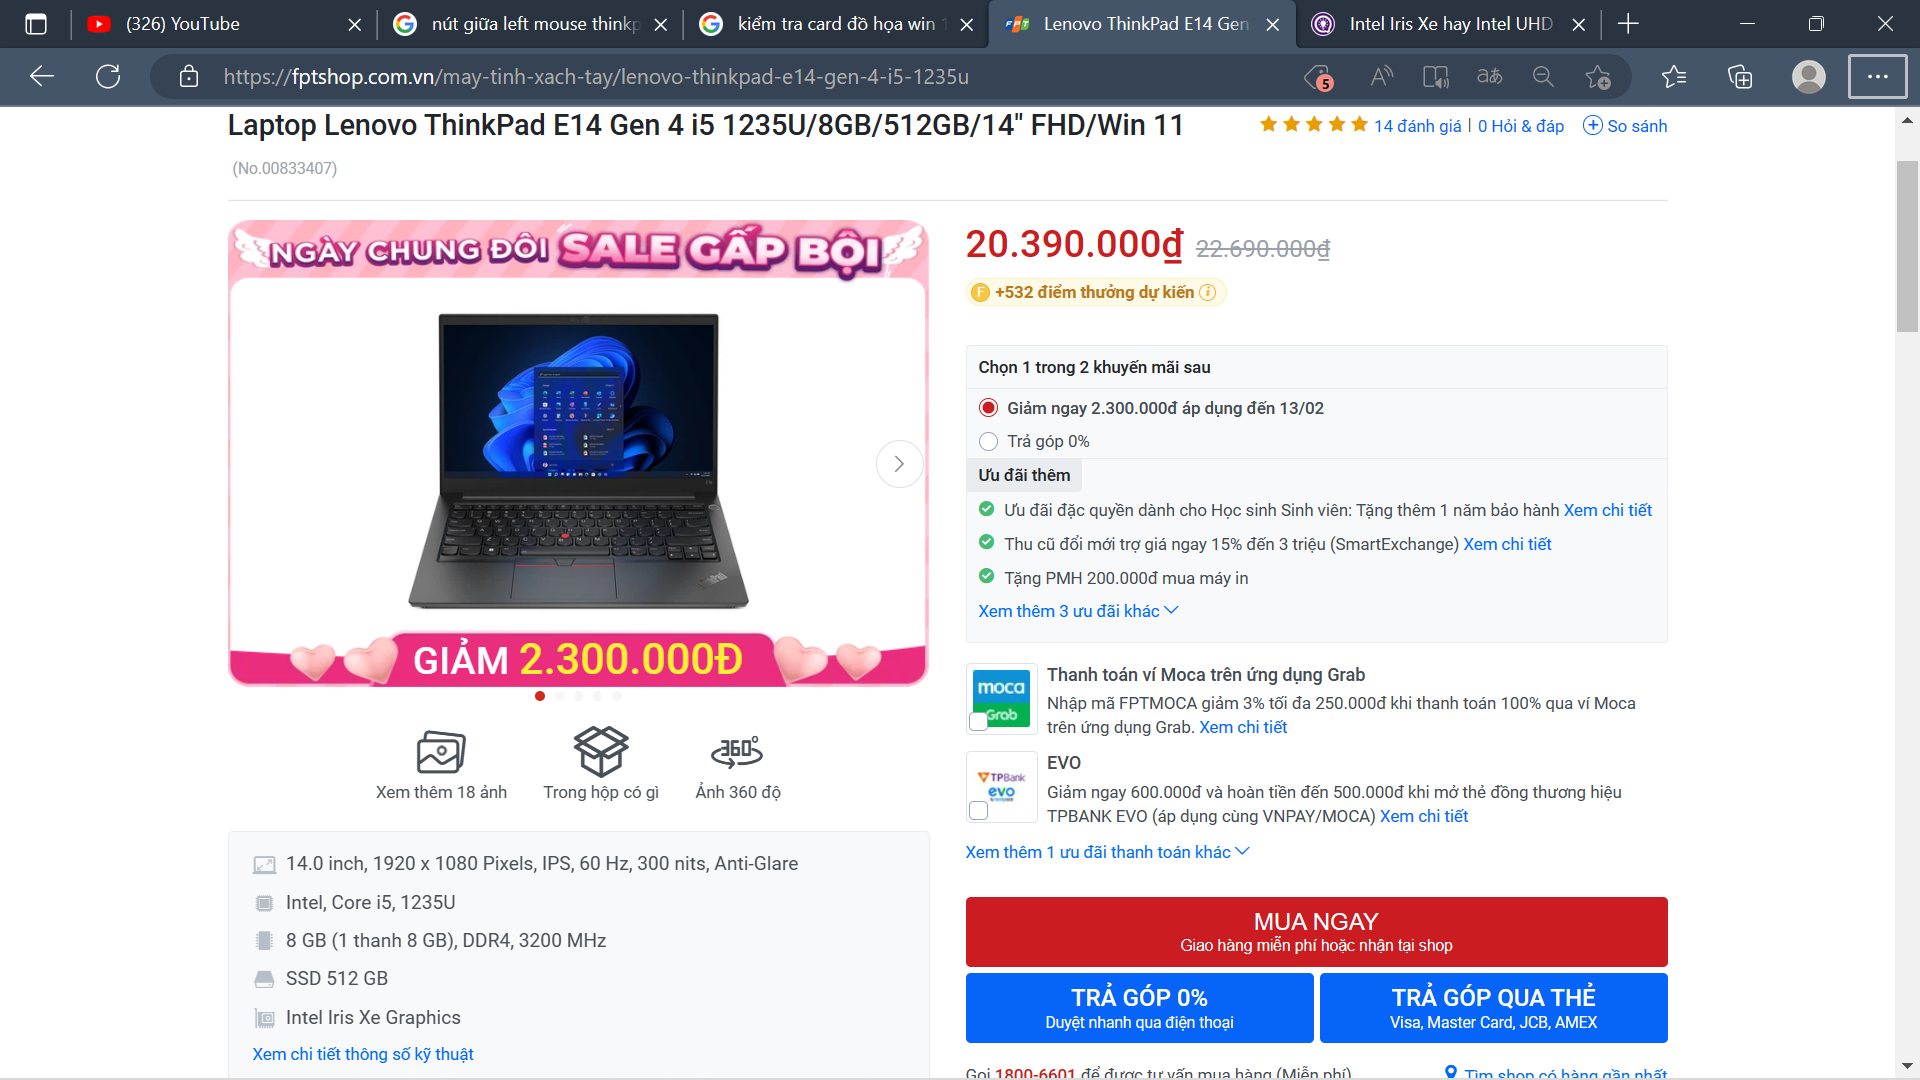 (326) YouTube
nút giữa left mouse thinkp
kiểm tra card đồ họa win 1
Lenovo ThinkPad E14 Gen
Intel Iris Xe hay Intel UHD
https://fptshop.com.vn/may-tinh-xach-tay/lenovo-thinkpad-e14-gen-4-i5-1235u
5
Laptop Lenovo ThinkPad E14 Gen 4 i5 1235U/8GB/512GB/14" FHD/Win 11
14 đánh giá | 0 Hỏi & đáp
So sánh
(No.00833407)
NGÀY CHUNG ĐÔI SALE GẤP BỘI
GIẢM 2.300.000Đ
Xem thêm 18 ảnh
Trong hộp có gì
360°
Ảnh 360 độ
14.0 inch, 1920 x 1080 Pixels, IPS, 60 Hz, 300 nits, Anti-Glare
Intel, Core i5, 1235U
8 GB (1 thanh 8 GB), DDR4, 3200 MHz
SSD 512 GB
Intel Iris Xe Graphics
Xem chi tiết thông số kỹ thuật
20.390.000₫ 22.690.000₫
F +532 điểm thưởng dự kiến
Chọn 1 trong 2 khuyến mãi sau
Giảm ngay 2.300.000đ áp dụng đến 13/02
Trả góp 0%
Ưu đãi thêm
Ưu đãi đặc quyền dành cho Học sinh Sinh viên: Tặng thêm 1 năm bảo hành Xem chi tiết
Thu cũ đổi mới trợ giá ngay 15% đến 3 triệu (SmartExchange) Xem chi tiết
Tặng PMH 200.000đ mua máy in
Xem thêm 3 ưu đãi khác
moca
Grab
Thanh toán ví Moca trên ứng dụng Grab
Nhập mã FPTMOCA giảm 3% tối đa 250.000đ khi thanh toán 100% qua ví Moca
trên ứng dụng Grab. Xem chi tiết
TPBank
evo
EVO
Giảm ngay 600.000đ và hoàn tiền đến 500.000đ khi mở thẻ đồng thương hiệu
TPBANK EVO (áp dụng cùng VNPAY/MOCA) Xem chi tiết
Xem thêm 1 ưu đãi thanh toán khác
MUA NGAY
Giao hàng miễn phí hoặc nhận tại shop
TRẢ GÓP 0%
Duyệt nhanh qua điện thoại
TRẢ GÓP QUA THẺ
Visa, Master Card, JCB, AMEX
Gọi 1800-6601 để được tư vấn mua hàng (Miễn phí)
Tìm shop có hàng gần nhất